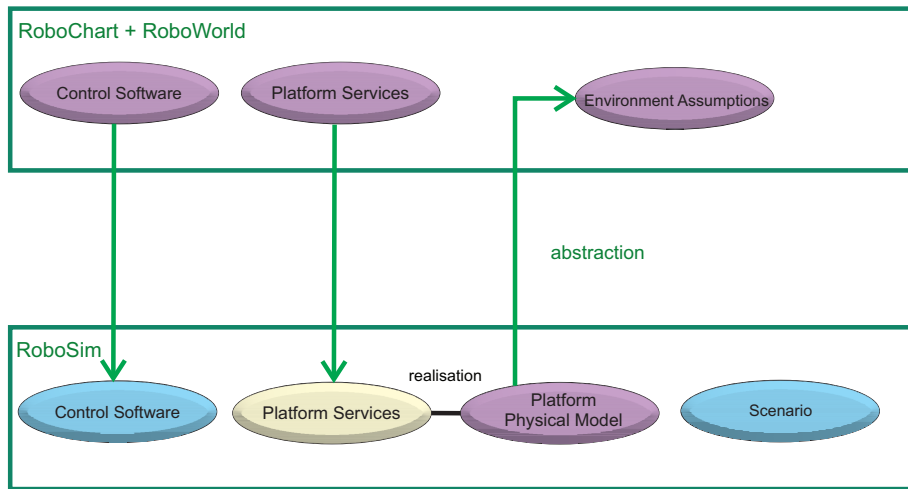 RoboChart + RoboWorld
Control Software
Platform Services
Environment Assumptions
abstraction
RoboSim
realisation
Control Software
Platform Services
Platform
Physical Model
Scenario